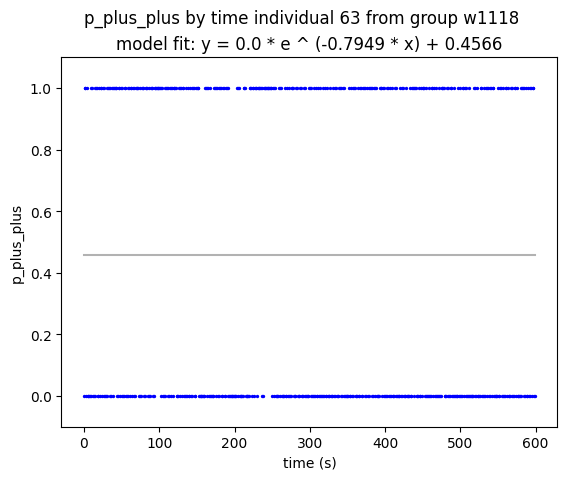 p_plus_plus by time individual 63 from group w1118
model fit: y = 0.0 * e ^ (-0.7949 * x) + 0.4566
1.0
0.8
0.6
0.4
0.2
0.0
p_plus_plus
0 100 200 300 400 500 600
time (s)